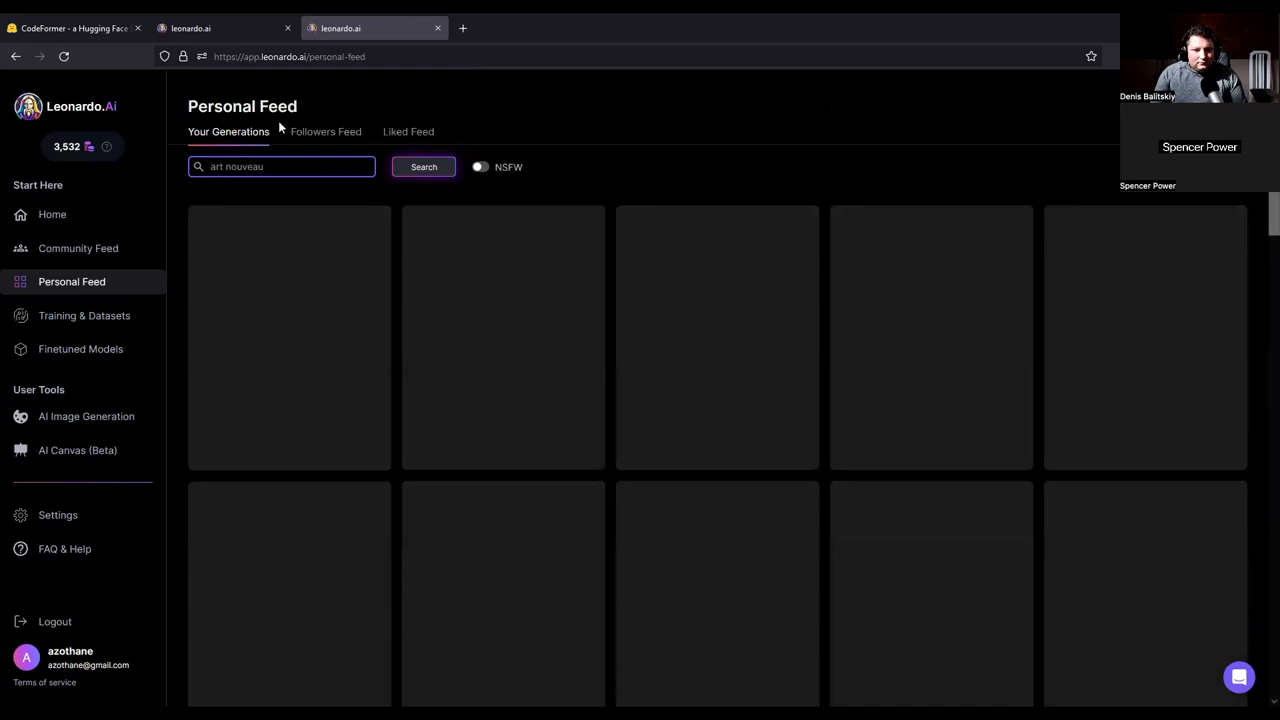 CodeFormer - a Hugging Face S
leonardo.ai
leonardo.ai
https://app.leonardo.ai/personal-feed
Leonardo.Ai
3,532
Start Here
Home
Community Feed
Personal Feed
Training & Datasets
Finetuned Models
User Tools
AI Image Generation
AI Canvas (Beta)
Settings
FAQ & Help
Logout
A
azothane
azothane@gmail.com
Terms of service
Personal Feed
Your Generations
Followers Feed
Liked Feed
art nouveau
Search
NSFW
Denis Balitskiy
Spencer Power
Spencer Power